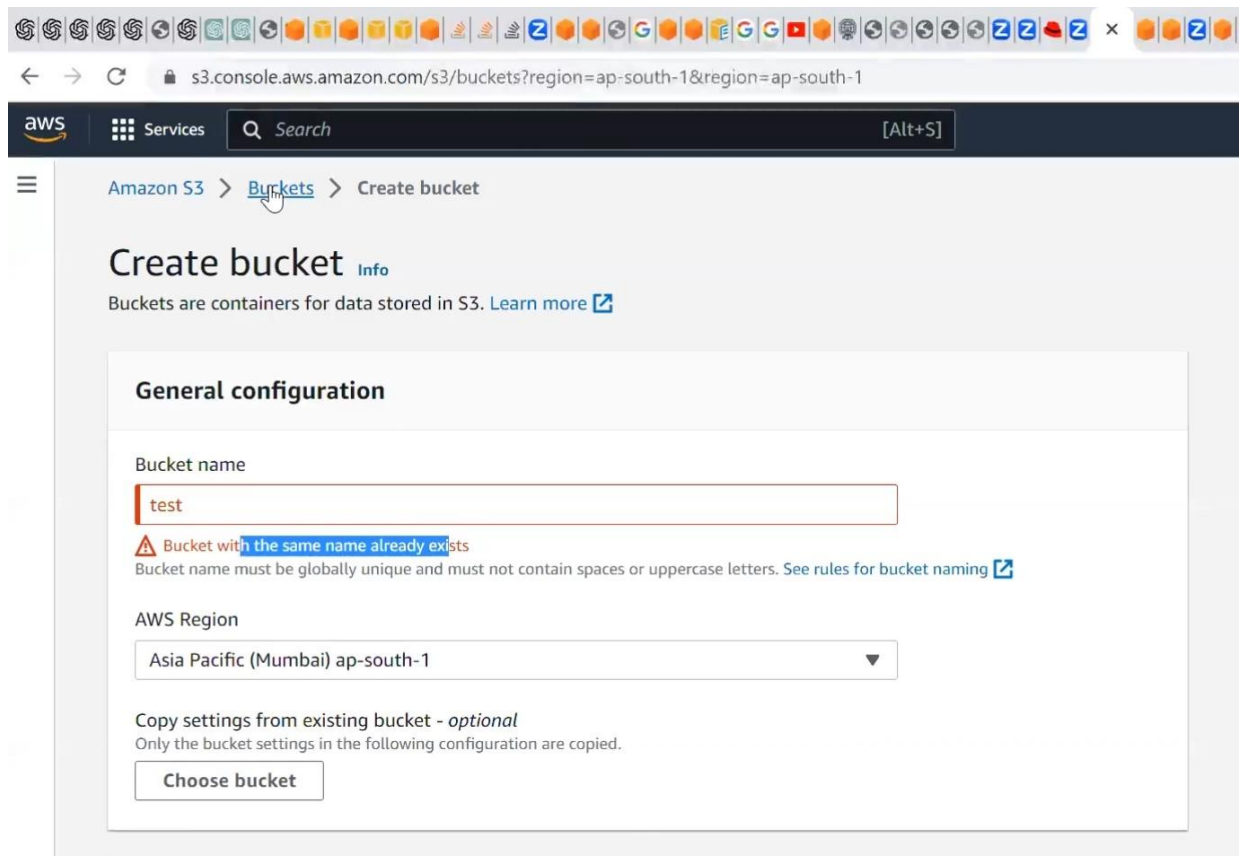 s3.console.aws.amazon.com/s3/buckets?region=ap-south-1&region=ap-south-1
aws Services Search [Alt+S]
Amazon S3 > Buckets > Create bucket
Create bucket Info
Buckets are containers for data stored in S3. Learn more
General configuration
Bucket name
test
Bucket with the same name already exists
Bucket name must be globally unique and must not contain spaces or uppercase letters. See rules for bucket naming
AWS Region
Asia Pacific (Mumbai) ap-south-1
Copy settings from existing bucket - optional
Only the bucket settings in the following configuration are copied.
Choose bucket